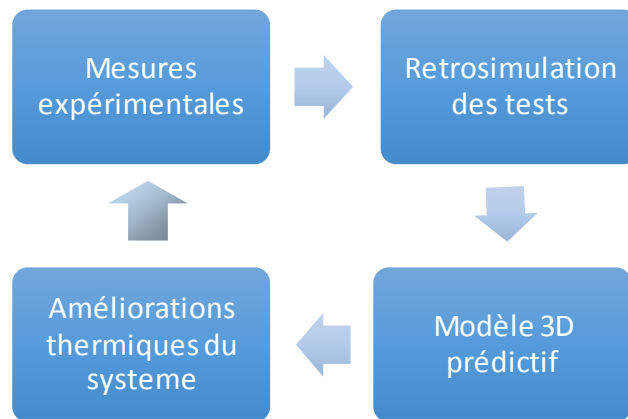 Mesures
expérimentales
Retrosimulation
des tests
Améliorations
thermiques du
systeme
Modèle 3D
prédictif